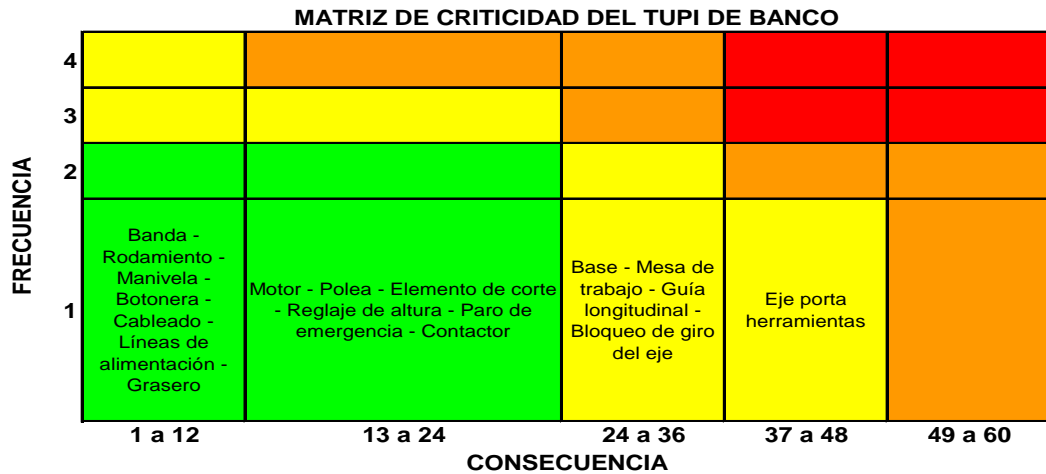 MATRIZ DE CRITICIDAD DEL TUPI DE BANCO
FRECUENCIA
4
3
2
1
Banda -
Rodamiento -
Manivela -
Botonera -
Cableado -
Líneas de
alimentación -
Grasero
Motor - Polea - Elemento de corte
- Reglaje de altura - Paro de
emergencia - Contactor
Base - Mesa de
trabajo - Guía
longitudinal -
Bloqueo de giro
del eje
Eje porta
herramientas
1 a 12
13 a 24
24 a 36
37 a 48
49 a 60
CONSECUENCIA